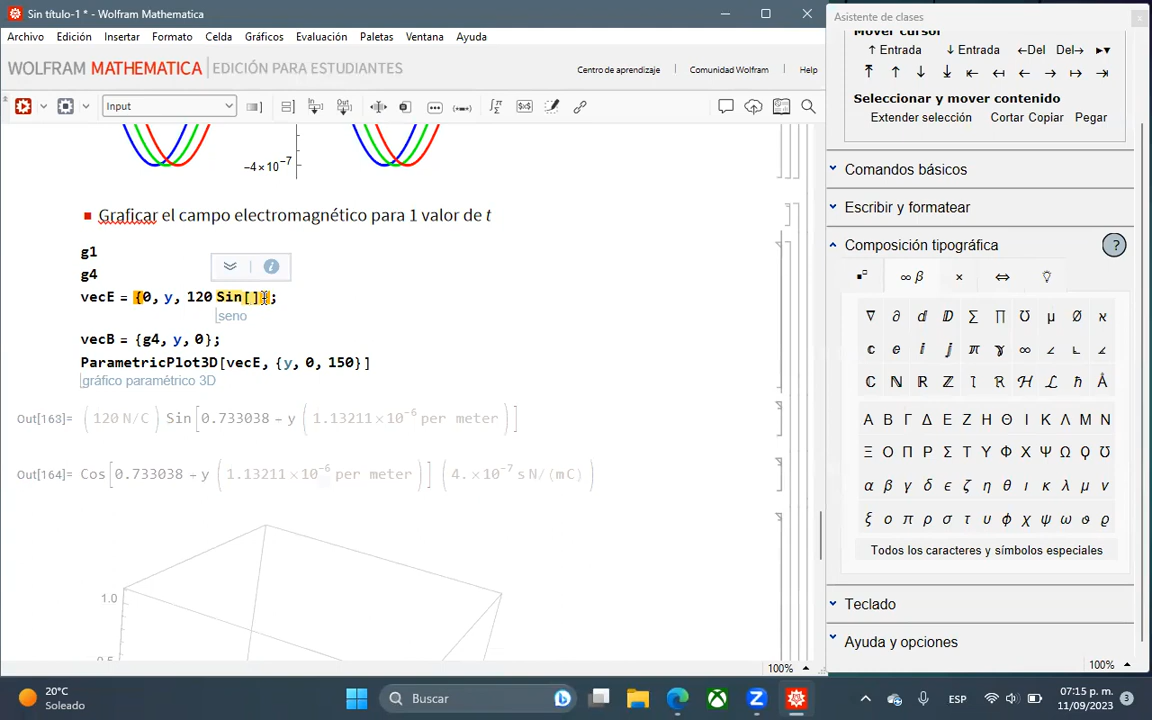 Sin título-1 * - Wolfram Mathematica
Archivo Edición Insertar Formato Celda Gráficos Evaluación Paletas Ventana Ayuda
WOLFRAM MATHEMATICA EDICIÓN PARA ESTUDIANTES
Centro de aprendizaje Comunidad Wolfram Help
Input
−4×10^-7
Graficar el campo electromagnético para 1 valor de t
g1
g4
vecE = {0, y, 120 Sin[]};
seno
vecB = {g4, y, 0};
ParametricPlot3D[vecE, {y, 0, 150}]
gráfico paramétrico 3D
Out[163]= (120 N/C) Sin[0.733038 − y (1.13211×10^-6 per meter)]
Out[164]= Cos[0.733038 − y (1.13211×10^-6 per meter)] (4.×10^-7 s N/(m C))
1.0
0.5
100%
Asistente de clases
Mover cursor
↑ Entrada ↓ Entrada ←Del Del→ ▸▾
↑ ↑ ↓ ↓ ⇤ ← ← → → ⇥
Seleccionar y mover contenido
Extender selección Cortar Copiar Pegar
Comandos básicos
Escribir y formatear
Composición tipográfica ?
∞ β × ⇔
∇ ∂ ⅆ ⅅ ∑ ∏ ℧ μ Ø ℵ
∞ ∠
ℂ ℕ ℝ ℤ ℒ ℏ Å
Α Β Γ Δ Ε Ζ Η Θ Ι Κ Λ Μ Ν
Ξ Ο Π Ρ Σ Τ Υ Φ Χ Ψ Ω
α β γ δ ϵ ζ η θ ι κ λ μ ν
ξ ο π ρ σ τ υ φ χ ψ ω ϑ ϱ
Todos los caracteres y símbolos especiales
Teclado
Ayuda y opciones
100%
20°C
Soleado
Buscar
ESP
07:15 p. m.
11/09/2023
3